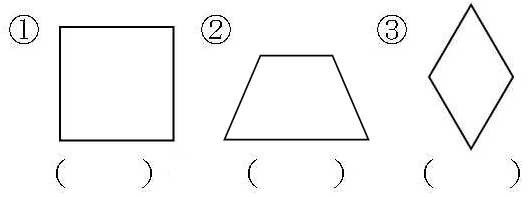 ① ② ③
(  ) (  ) (  )